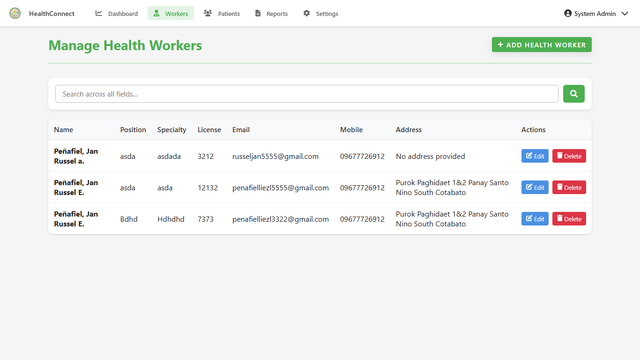 HealthConnect
Dashboard
Workers
Patients
Reports
Settings
System Admin
Manage Health Workers
+ ADD HEALTH WORKER
Search across all fields...
Name Position Specialty License Email Mobile Address Actions
Peñafiel, Jan
Russel a.
asda asdada 3212 russeljan5555@gmail.com 09677726912 No address provided Edit Delete
Peñafiel, Jan
Russel E.
asda asda 12132 penafielliezl5555@gmail.com 09677726912
Purok Paghidaet 1&2 Panay Santo
Nino South Cotabato
Edit Delete
Peñafiel, Jan
Russel E.
Bdhd Hdhdhd 7373 penafielliezl3322@gmail.com 09677726912
Purok Paghidaet 1&2 Panay Santo
Nino South Cotabato
Edit Delete